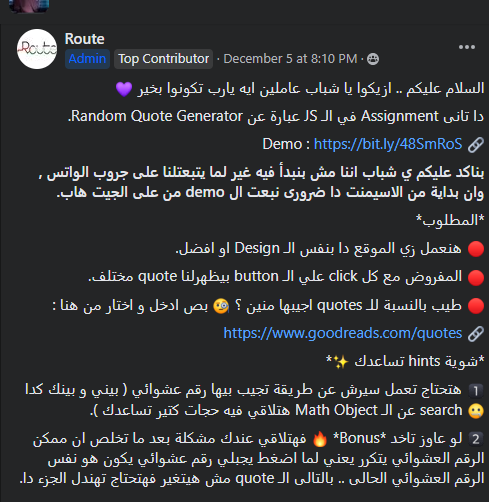 Route
Route
Admin Top Contributor · December 5 at 8:10 PM ·
السلام عليكم .. ازيكوا يا شباب عاملين ايه يارب تكونوا بخير 💜
دا تانى Assignment في الـ JS عبارة عن Random Quote Generator.
🔗 Demo : https://bit.ly/48SmRoS
بناكد عليكم ي شباب اننا مش بنبدأ فيه غير لما يتبعتلنا على جروب الواتس ,
وان بداية من الاسيمنت دا ضرورى نبعت ال demo من على الجيت هاب.
*المطلوب*
🔴 هنعمل زي الموقع دا بنفس الـ Design او افضل.
🔴 المفروض مع كل click علي الـ button بيظهرلنا quote مختلف.
🔴 طيب بالنسبة للـ quotes اجيبها منين ؟ 🧐 بص ادخل و اختار من هنا :
🔗 https://www.goodreads.com/quotes
*شوية hints تساعدك ✨*
1️⃣ هتحتاج تعمل سيرش عن طريقة تجيب بيها رقم عشوائي ( بيني و بينك كدا
😬 search عن الـ Math Object هتلاقي فيه حجات كتير تساعدك ).
2️⃣ لو عاوز تاخد *Bonus* 🔥 فهتلاقي عندك مشكلة بعد ما تخلص ان ممكن
الرقم العشوائي يتكرر يعني لما اضغط يجبلي رقم عشوائي يكون هو نفس
الرقم العشوائي الحالى .. بالتالى الـ quote مش هيتغير فهتحتاج تهندل الجزء دا.